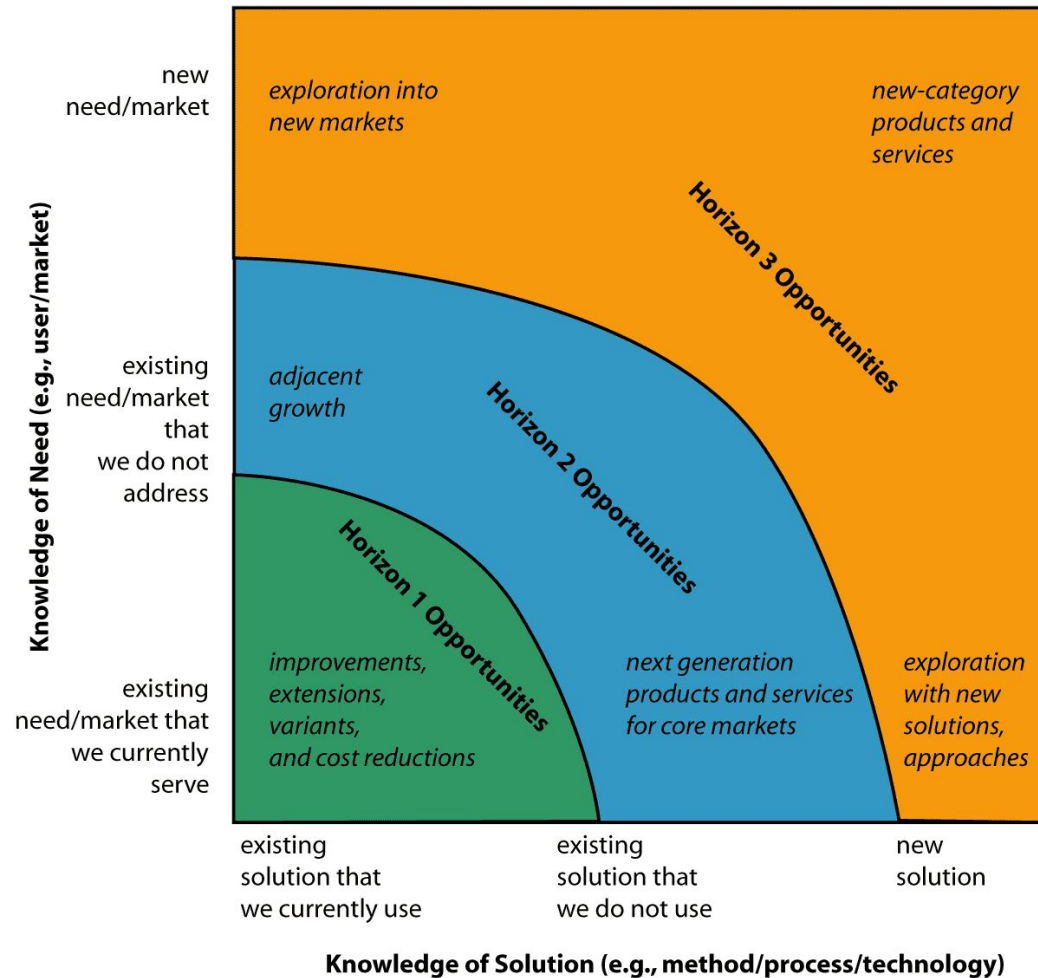 new
need/market
exploration into
new markets
new-category
products and
services
Horizon 3 Opportunities
Knowledge of Need (e.g., user/market)
existing
need/market
that
we do not
address
adjacent
growth
Horizon 2 Opportunities
Horizon 1 Opportunities
existing
need/market that
we currently
serve
improvements,
extensions,
variants,
and cost reductions
next generation
products and services
for core markets
exploration
with new
solutions,
approaches
existing
solution that
we currently use
existing
solution that
we do not use
new
solution
Knowledge of Solution (e.g., method/process/technology)